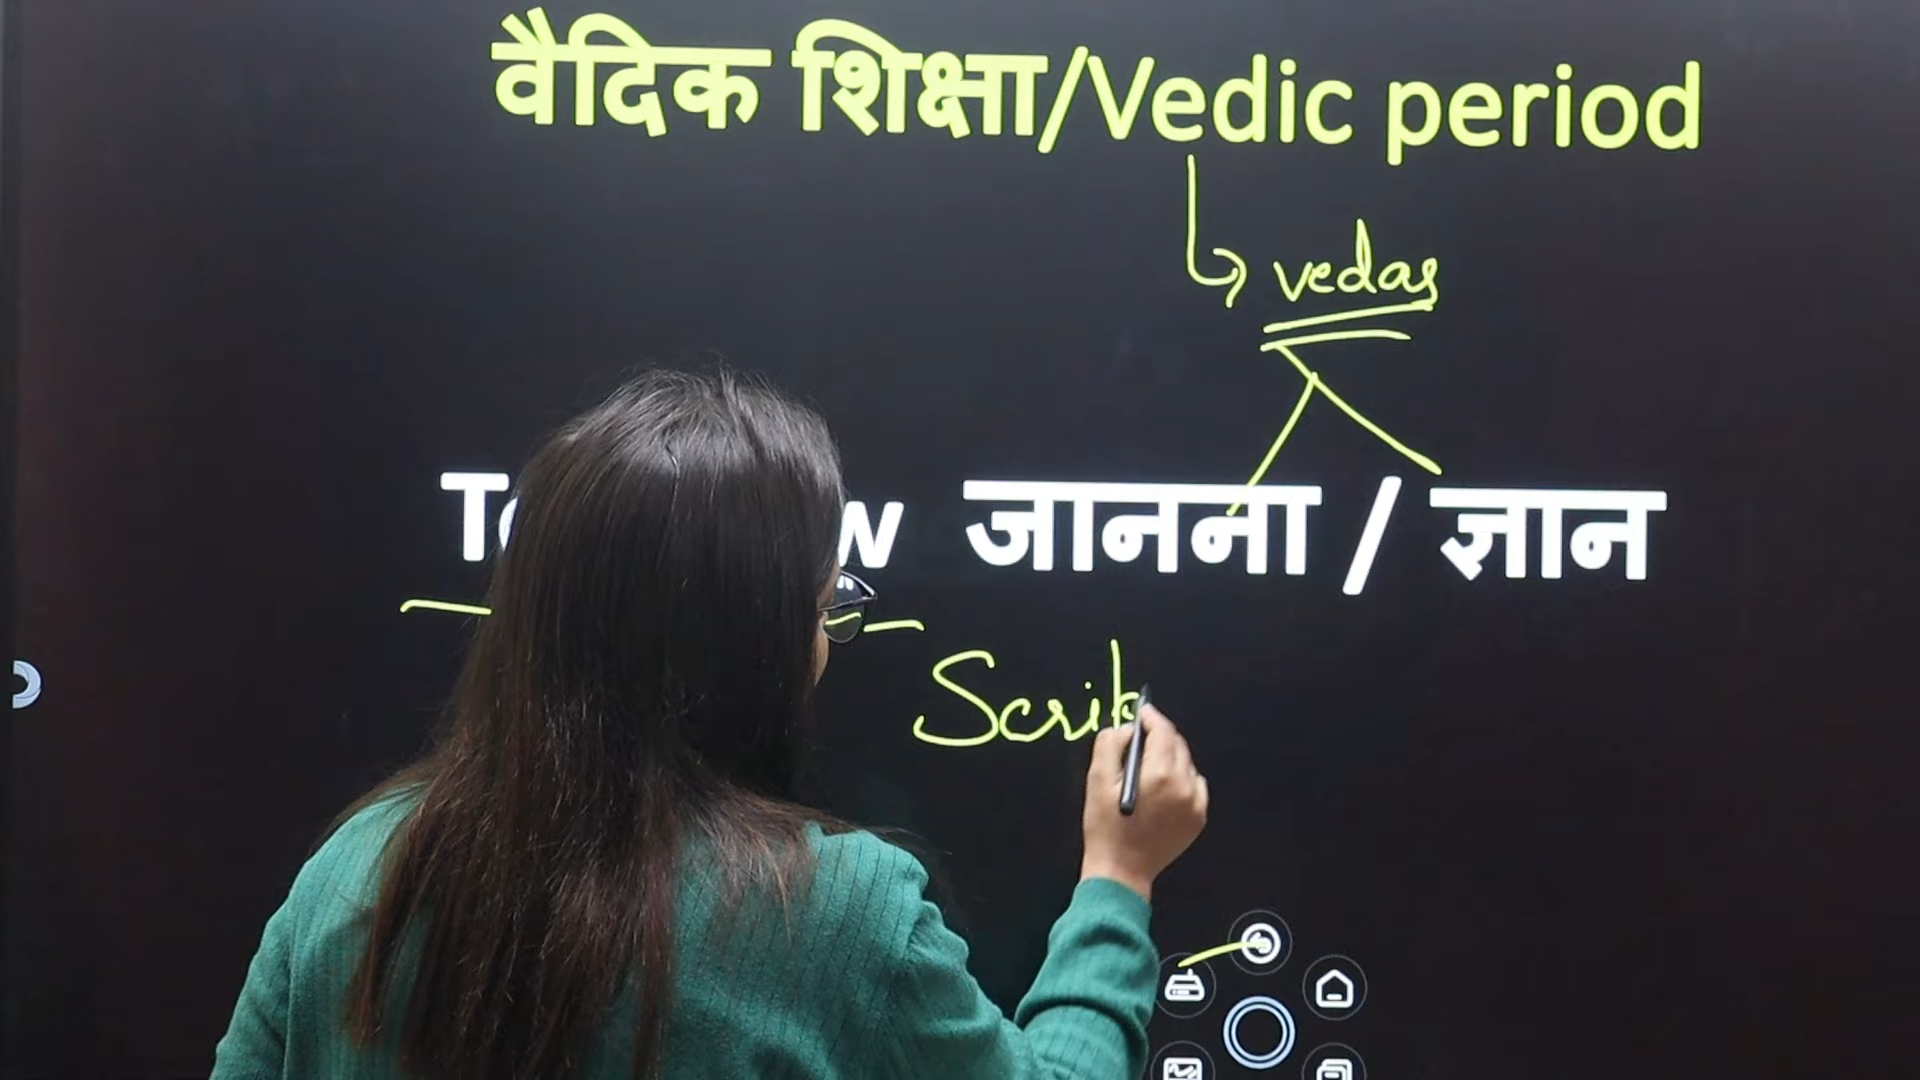 वैदिक शिक्षा/Vedic period
vedas
जानना / ज्ञान